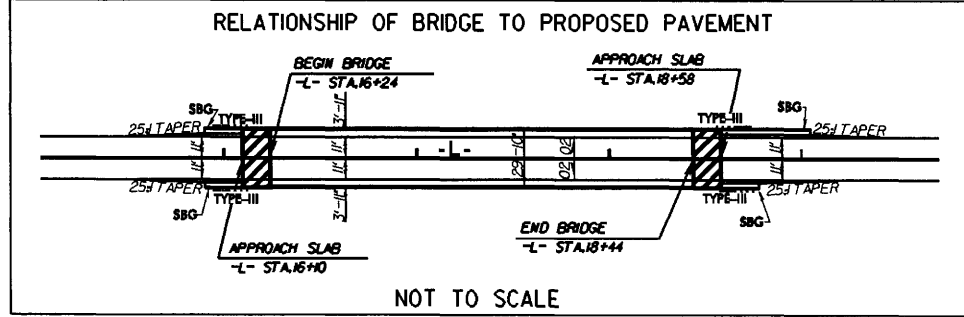 RELATIONSHIP OF BRIDGE TO PROPOSED PAVEMENT
BEGIN BRIDGE
-L- STA.16+24
APPROACH SLAB
-L- STA.18+58
SBG
TYPE-III
3'-11"
TYPE-III
SBG
25:1 TAPER
25:1 TAPER
11' 11'
11' 11'
-L-
29'-10"
02 02
11' 11'
25:1 TAPER
25:1 TAPER
SBG
TYPE-III
3'-11"
TYPE-III
SBG
APPROACH SLAB
-L- STA.16+10
END BRIDGE
-L- STA.18+44
NOT TO SCALE